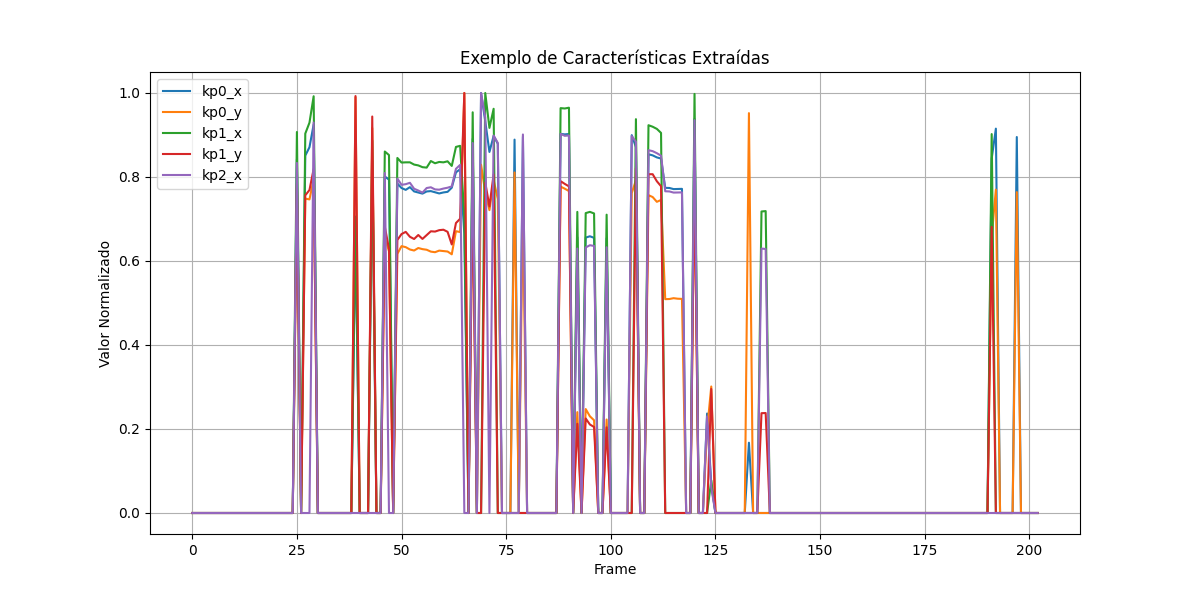 Exemplo de Características Extraídas
kp0_x
kp0_y
kp1_x
kp1_y
kp2_x
Valor Normalizado
1.0
0.8
0.6
0.4
0.2
0.0
0 25 50 75 100 125 150 175 200
Frame